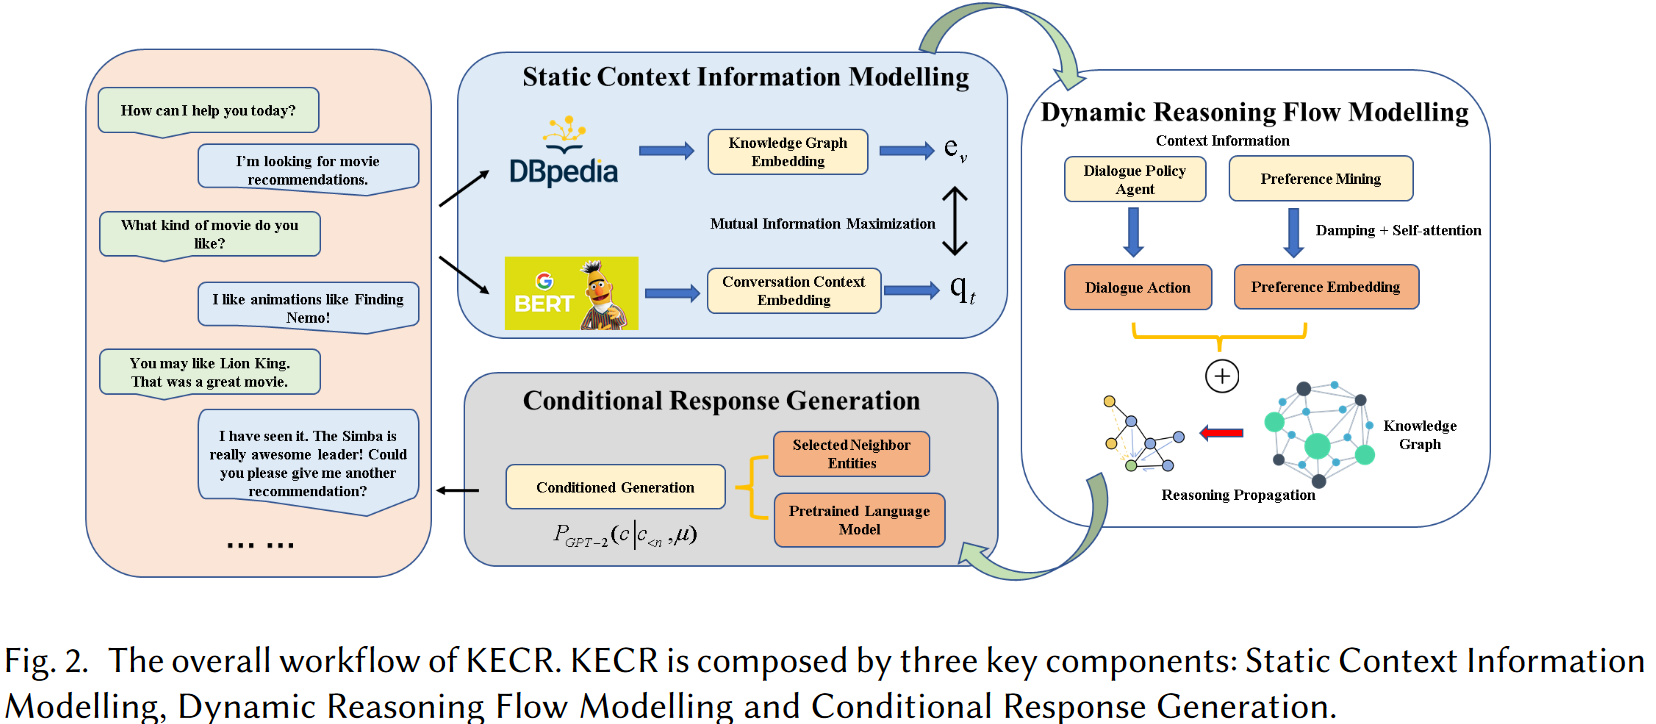 How can I help you today?
I'm looking for movie
recommendations.
What kind of movie do you
like?
I like animations like Finding
Nemo!
You may like Lion King.
That was a great movie.
I have seen it. The Simba is
really awesome leader! Could
you please give me another
recommendation?
... ...
Static Context Information Modelling
DBpedia
Knowledge Graph
Embedding
e_v
Mutual Information Maximization
G
BERT
Conversation Context
Embedding
q_t
Dynamic Reasoning Flow Modelling
Context Information
Dialogue Policy
Agent
Preference Mining
Damping + Self-attention
Dialogue Action
Preference Embedding
+
Knowledge
Graph
Reasoning Propagation
Conditional Response Generation
Selected Neighbor
Entities
Conditioned Generation
Pretrained Language
Model
P_{GPT-2}(c|c_{<n},μ)
Fig. 2. The overall workflow of KECR. KECR is composed by three key components: Static Context Information
Modelling, Dynamic Reasoning Flow Modelling and Conditional Response Generation.